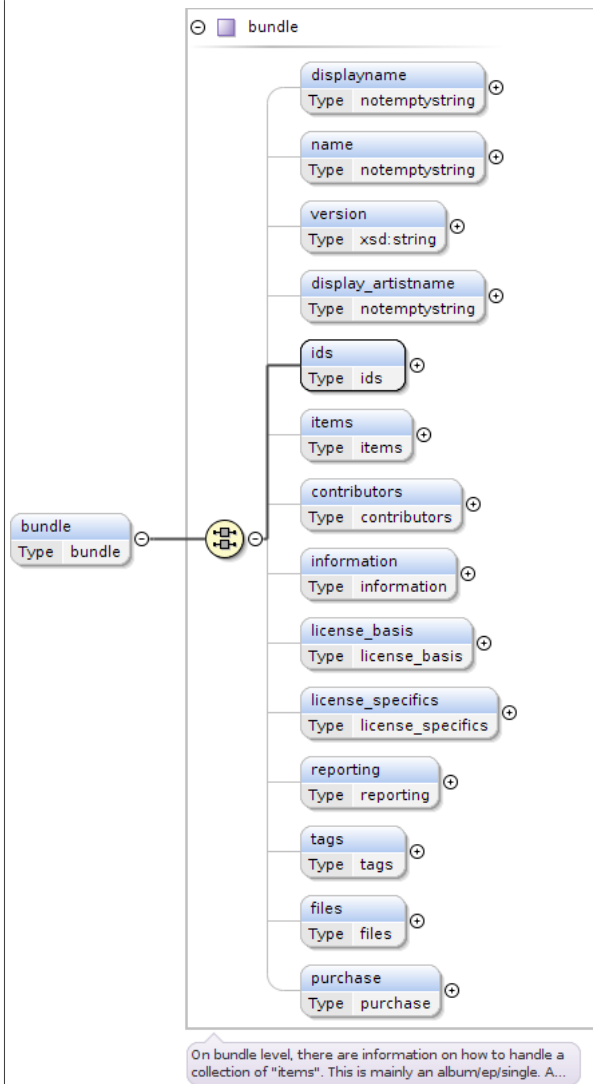 bundle
displayname
Type notemptystring
name
Type notemptystring
version
Type xsd:string
display_artistname
Type notemptystring
ids
Type ids
items
Type items
contributors
Type contributors
bundle
Type bundle
information
Type information
license_basis
Type license_basis
license_specifics
Type license_specifics
reporting
Type reporting
tags
Type tags
files
Type files
purchase
Type purchase
On bundle level, there are information on how to handle a
collection of "items". This is mainly an album/ep/single. A...